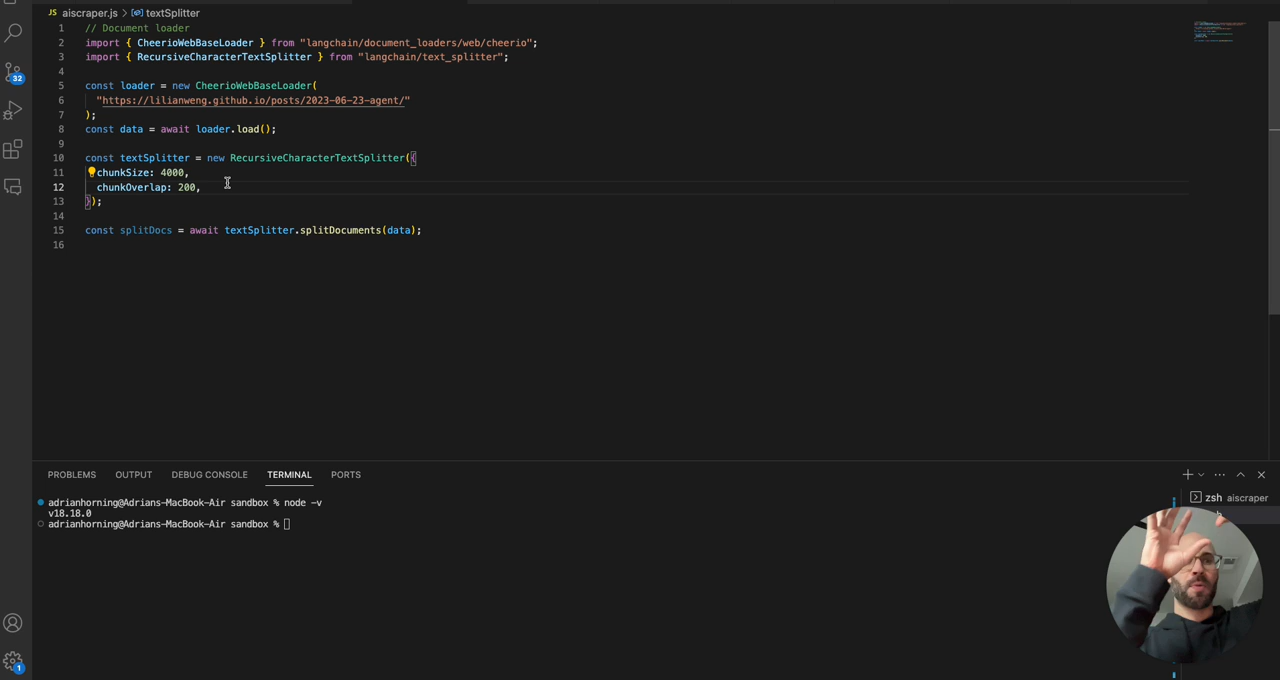 JS aiscraper.js > textSplitter
1 // Document loader
2 import { CheerioWebBaseLoader } from "langchain/document_loaders/web/cheerio";
3 import { RecursiveCharacterTextSplitter } from "langchain/text_splitter";
4
5 const loader = new CheerioWebBaseLoader(
6 "https://lilianweng.github.io/posts/2023-06-23-agent/"
7 );
8 const data = await loader.load();
9
10 const textSplitter = new RecursiveCharacterTextSplitter({
11 chunkSize: 4000,
12 chunkOverlap: 200,
13 });
14
15 const splitDocs = await textSplitter.splitDocuments(data);
16
32
PROBLEMS OUTPUT DEBUG CONSOLE TERMINAL PORTS
adrianhorning@Adrians-MacBook-Air sandbox % node -v
v18.18.0
adrianhorning@Adrians-MacBook-Air sandbox %
zsh aiscraper
1